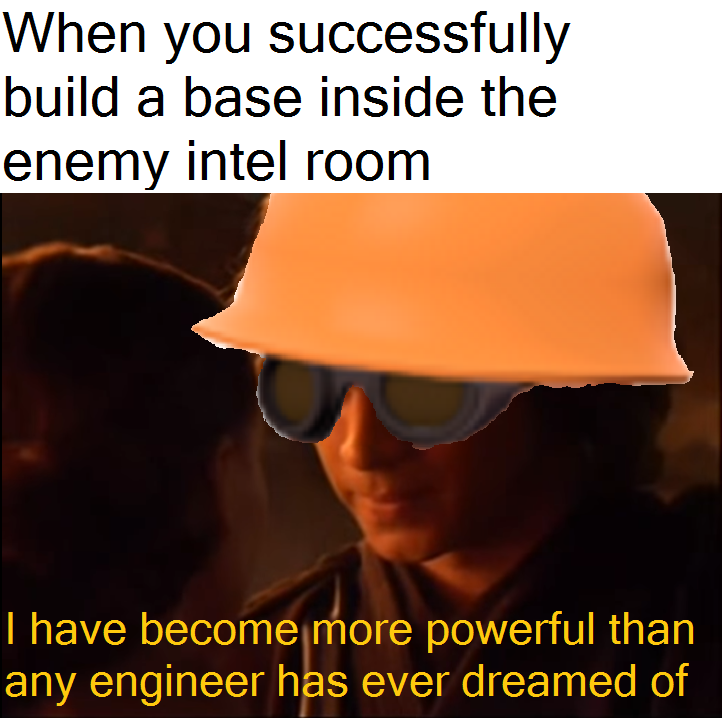 When you successfully
build a base inside the
enemy intel room
I have become more powerful than
any engineer has ever dreamed of